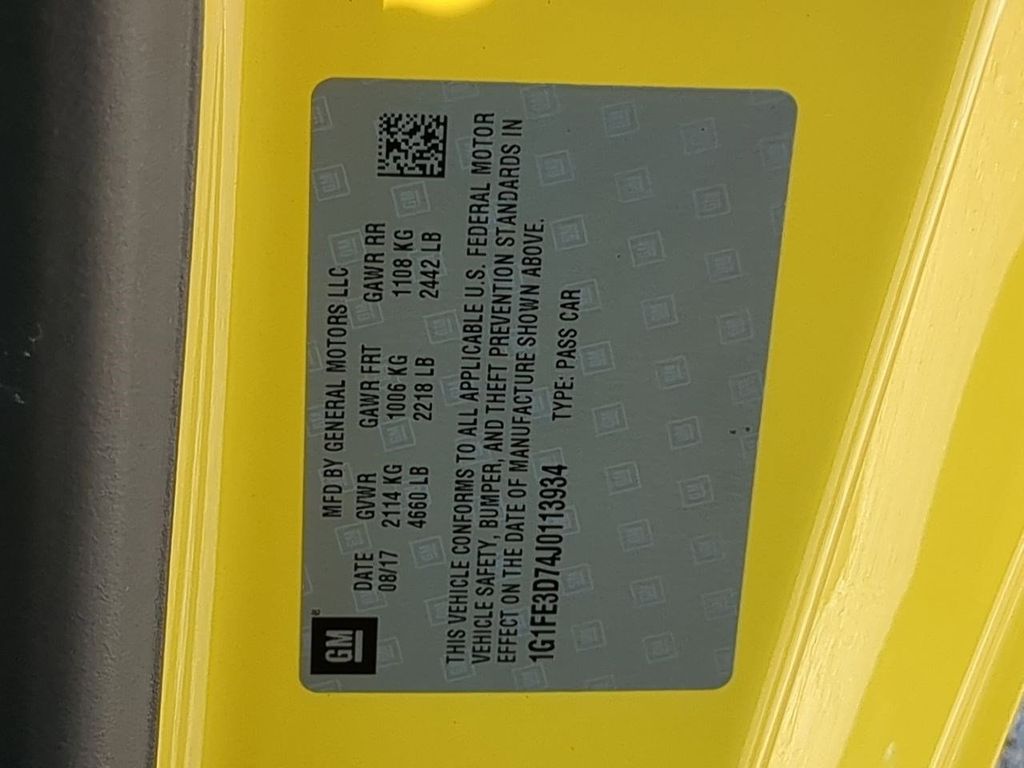 GM®
MFD BY GENERAL MOTORS LLC
DATE GVWR GAWR FRT GAWR RR
08/17 2114 KG 1006 KG 1108 KG
4660 LB 2218 LB 2442 LB
THIS VEHICLE CONFORMS TO ALL APPLICABLE U.S. FEDERAL MOTOR
VEHICLE SAFETY, BUMPER, AND THEFT PREVENTION STANDARDS IN
EFFECT ON THE DATE OF MANUFACTURE SHOWN ABOVE.
1G1FE3D74J0113934 TYPE: PASS CAR